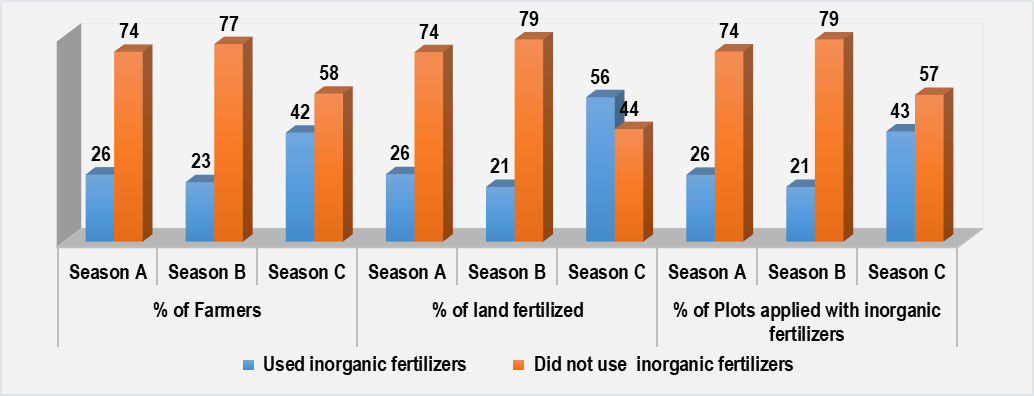 74 77 74 79 74 79
58 56 57
42 44 43
26 23 26 21 26 21
Season A Season B Season C Season A Season B Season C Season A Season B Season C
% of Farmers % of land fertilized % of Plots applied with inorganic
fertilizers
Used inorganic fertilizers Did not use inorganic fertilizers